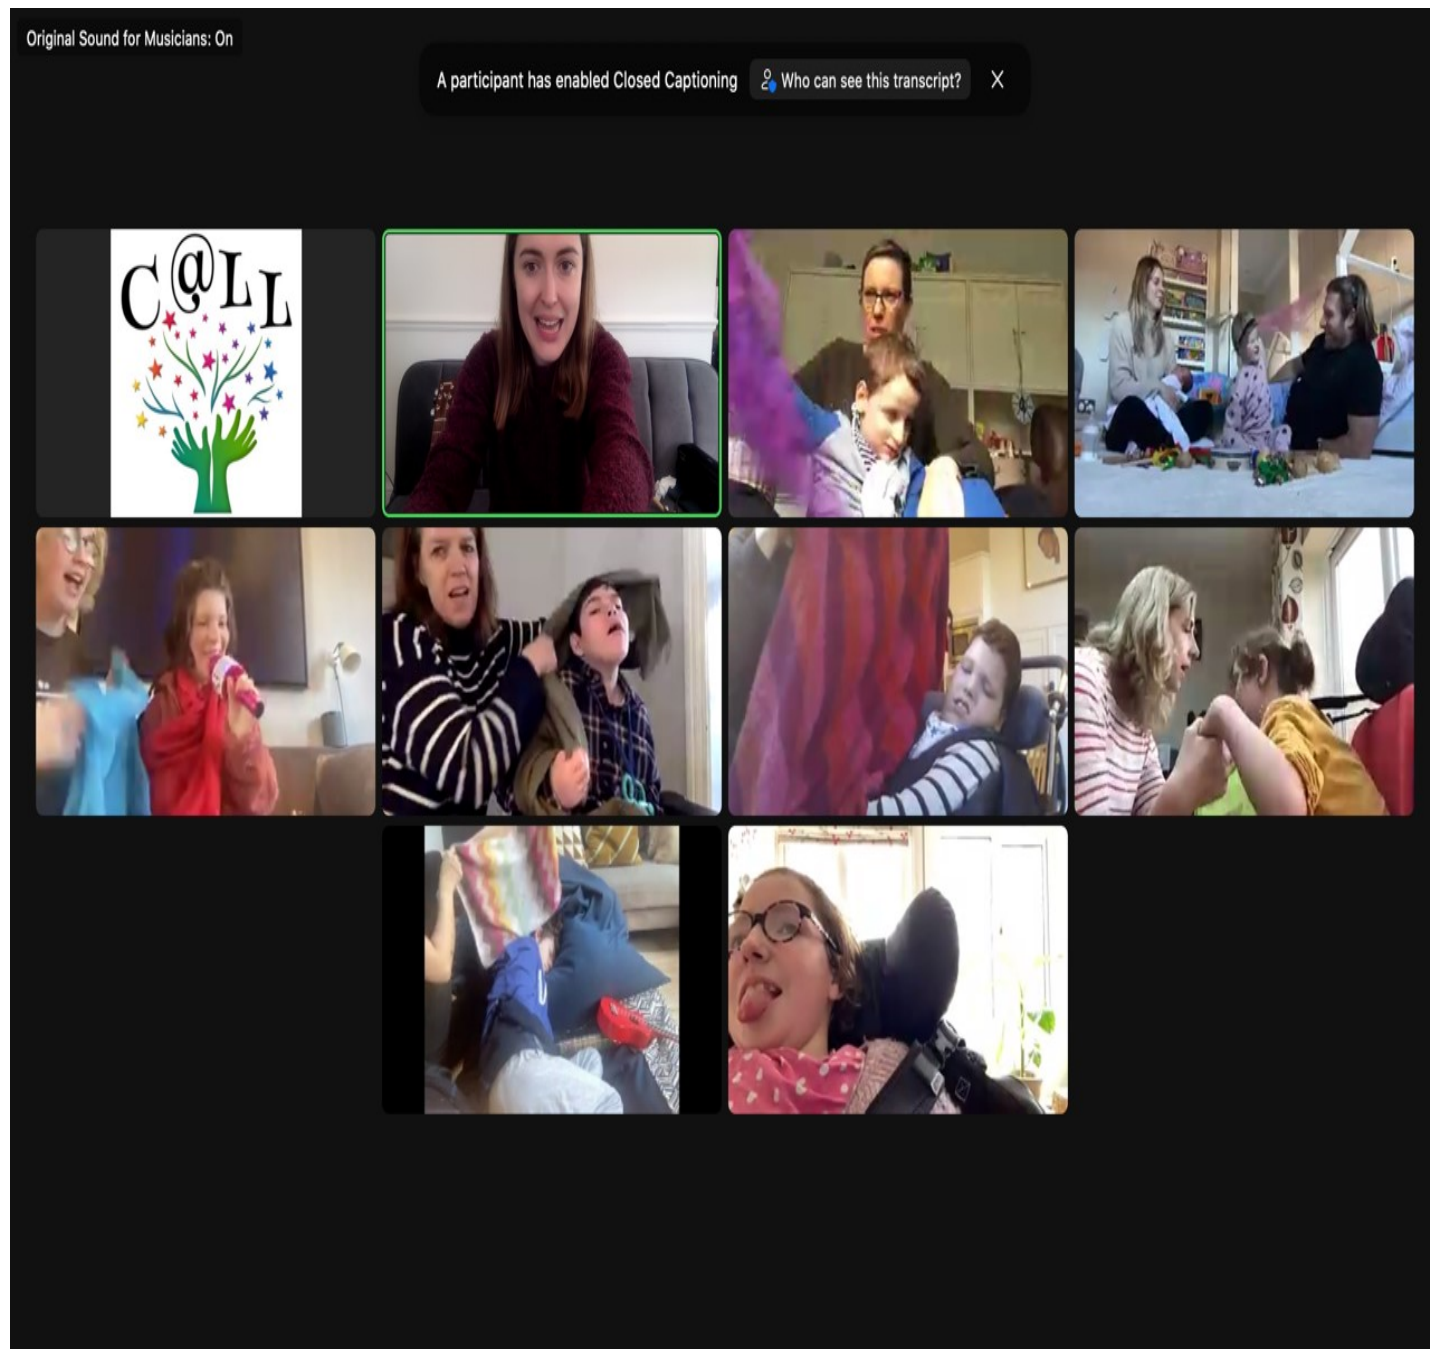 Original Sound for Musicians: On
A participant has enabled Closed Captioning
Who can see this transcript?
C@LL